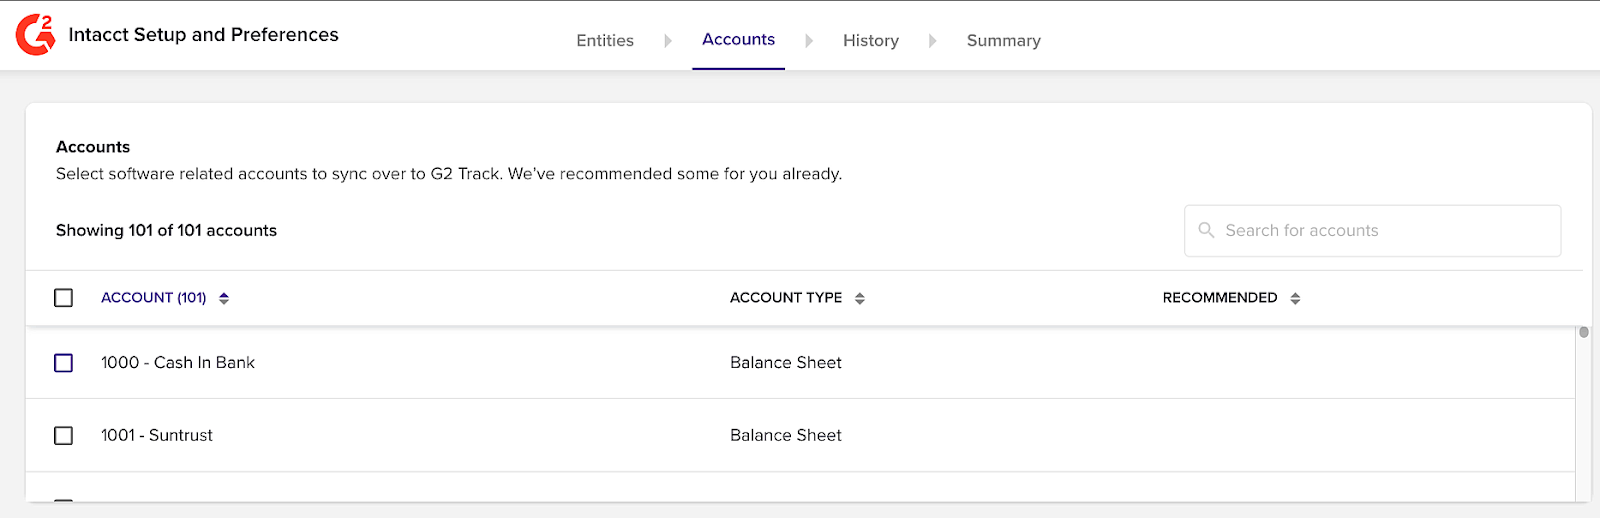 G2 Intacct Setup and Preferences Entities Accounts History Summary
Accounts
Select software related accounts to sync over to G2 Track. We've recommended some for you already.
Showing 101 of 101 accounts Search for accounts
ACCOUNT (101) ACCOUNT TYPE RECOMMENDED
1000 - Cash In Bank Balance Sheet
1001 - Suntrust Balance Sheet